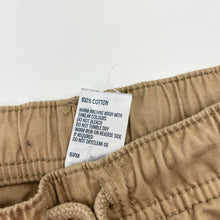 100% COTTON
WARM MACHINE WASH WITH
SIMILAR COLOURS
DO NOT BLEACH
DO NOT TUMBLE DRY
WARM IRON ON REVERSE SIDE
IF REQUIRED
DO NOT DRYCLEAN